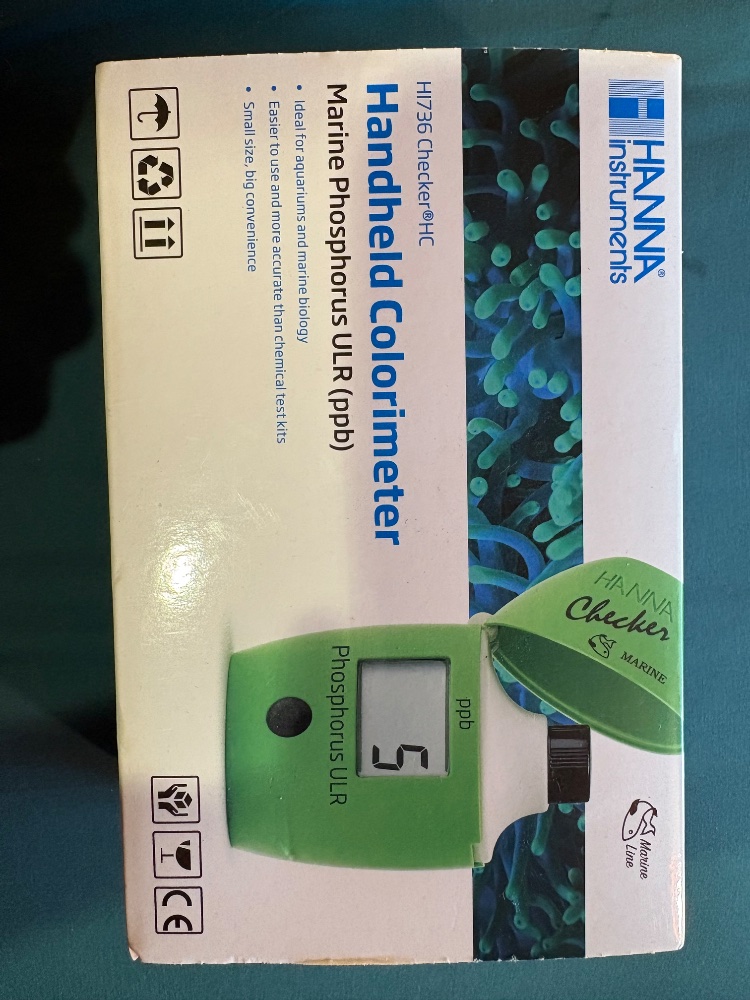 HANNA®
instruments
HI736 Checker®HC
Handheld Colorimeter
Marine Phosphorus ULR (ppb)
• Ideal for aquariums and marine biology
• Easier to use and more accurate than chemical test kits
• Small size, big convenience
HANNA
Checker
MARINE
ppb
5
Phosphorus ULR
Marine
Line
CE